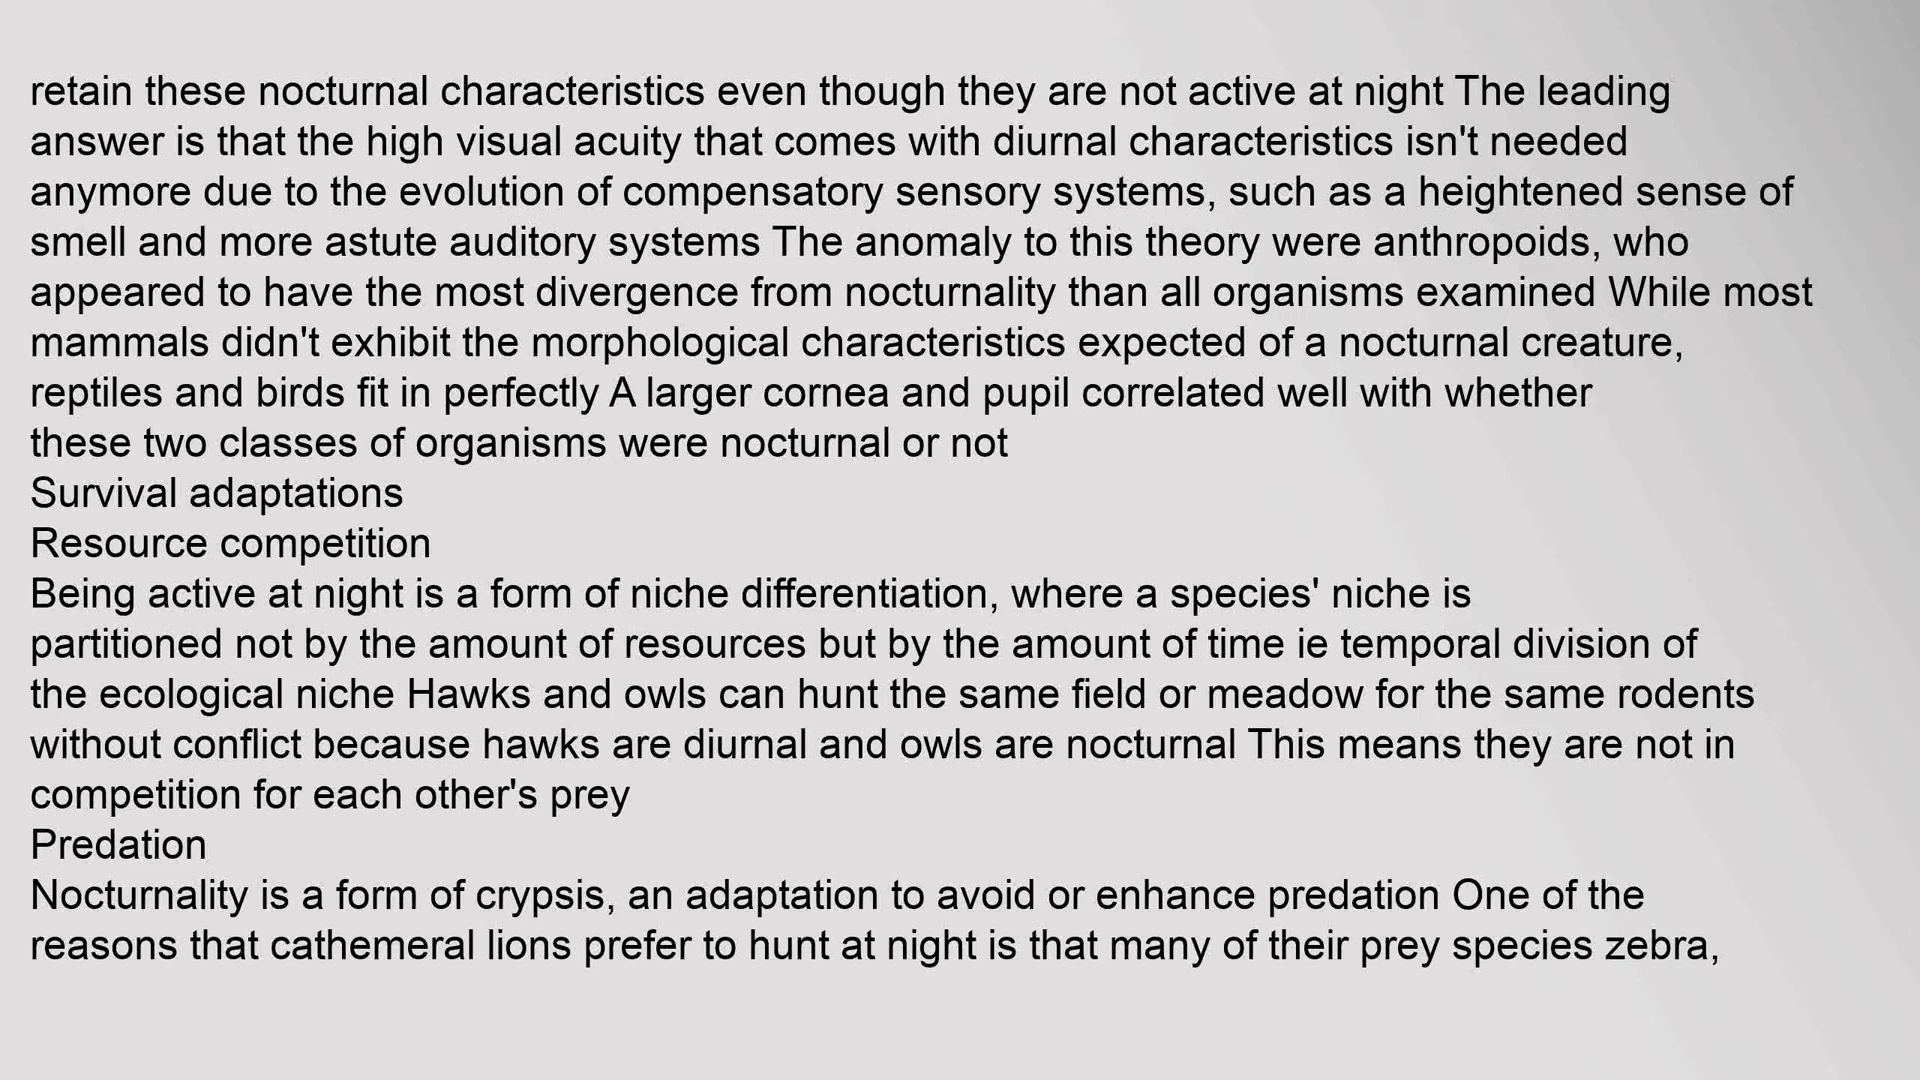 retain these nocturnal characteristics even though they are not active at night The leading
answer is that the high visual acuity that comes with diurnal characteristics isn't needed
anymore due to the evolution of compensatory sensory systems, such as a heightened sense of
smell and more astute auditory systems The anomaly to this theory were anthropoids, who
appeared to have the most divergence from nocturnality than all organisms examined While most
mammals didn't exhibit the morphological characteristics expected of a nocturnal creature,
reptiles and birds fit in perfectly A larger cornea and pupil correlated well with whether
these two classes of organisms were nocturnal or not
Survival adaptations
Resource competition
Being active at night is a form of niche differentiation, where a species' niche is
partitioned not by the amount of resources but by the amount of time ie temporal division of
the ecological niche Hawks and owls can hunt the same field or meadow for the same rodents
without conflict because hawks are diurnal and owls are nocturnal This means they are not in
competition for each other's prey
Predation
Nocturnality is a form of crypsis, an adaptation to avoid or enhance predation One of the
reasons that cathemeral lions prefer to hunt at night is that many of their prey species zebra,